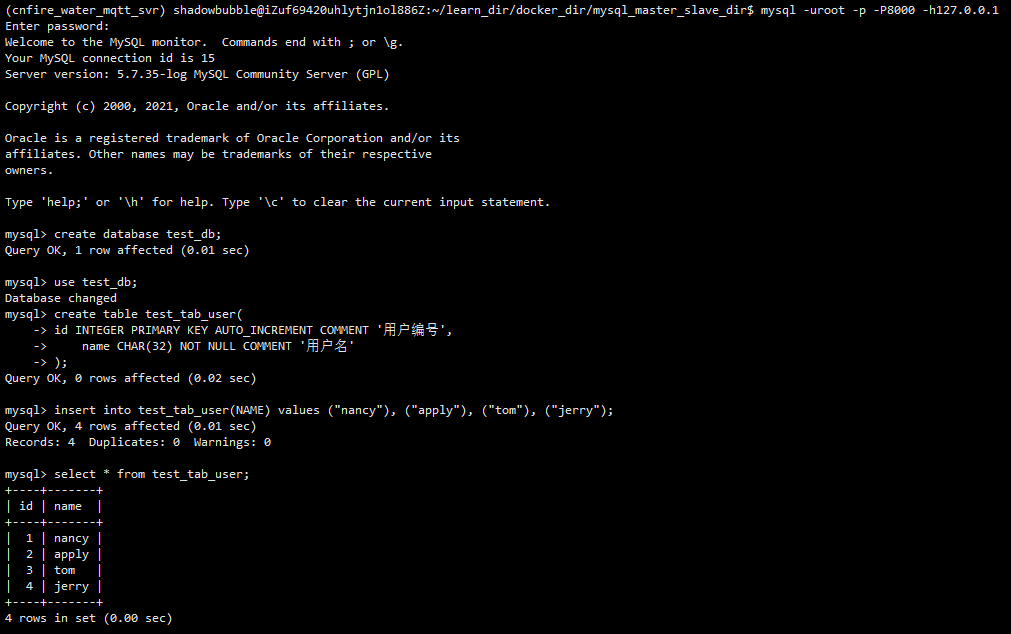 (cnfire_water_mqtt_svr) shadowbubble@iZuf69420uhlytjn1ol886Z:~/learn_dir/docker_dir/mysql_master_slave_dir$ mysql -uroot -p -P8000 -h127.0.0.1
Enter password:
Welcome to the MySQL monitor.  Commands end with ; or \g.
Your MySQL connection id is 15
Server version: 5.7.35-log MySQL Community Server (GPL)

Copyright (c) 2000, 2021, Oracle and/or its affiliates.

Oracle is a registered trademark of Oracle Corporation and/or its
affiliates. Other names may be trademarks of their respective
owners.

Type 'help;' or '\h' for help. Type '\c' to clear the current input statement.

mysql> create database test_db;
Query OK, 1 row affected (0.01 sec)

mysql> use test_db;
Database changed
mysql> create table test_tab_user(
    -> id INTEGER PRIMARY KEY AUTO_INCREMENT COMMENT '用户编号',
    ->     name CHAR(32) NOT NULL COMMENT '用户名'
    -> );
Query OK, 0 rows affected (0.02 sec)

mysql> insert into test_tab_user(NAME) values ("nancy"), ("apply"), ("tom"), ("jerry");
Query OK, 4 rows affected (0.01 sec)
Records: 4  Duplicates: 0  Warnings: 0

mysql> select * from test_tab_user;
+----+-------+
| id | name  |
+----+-------+
|  1 | nancy |
|  2 | apply |
|  3 | tom   |
|  4 | jerry |
+----+-------+
4 rows in set (0.00 sec)